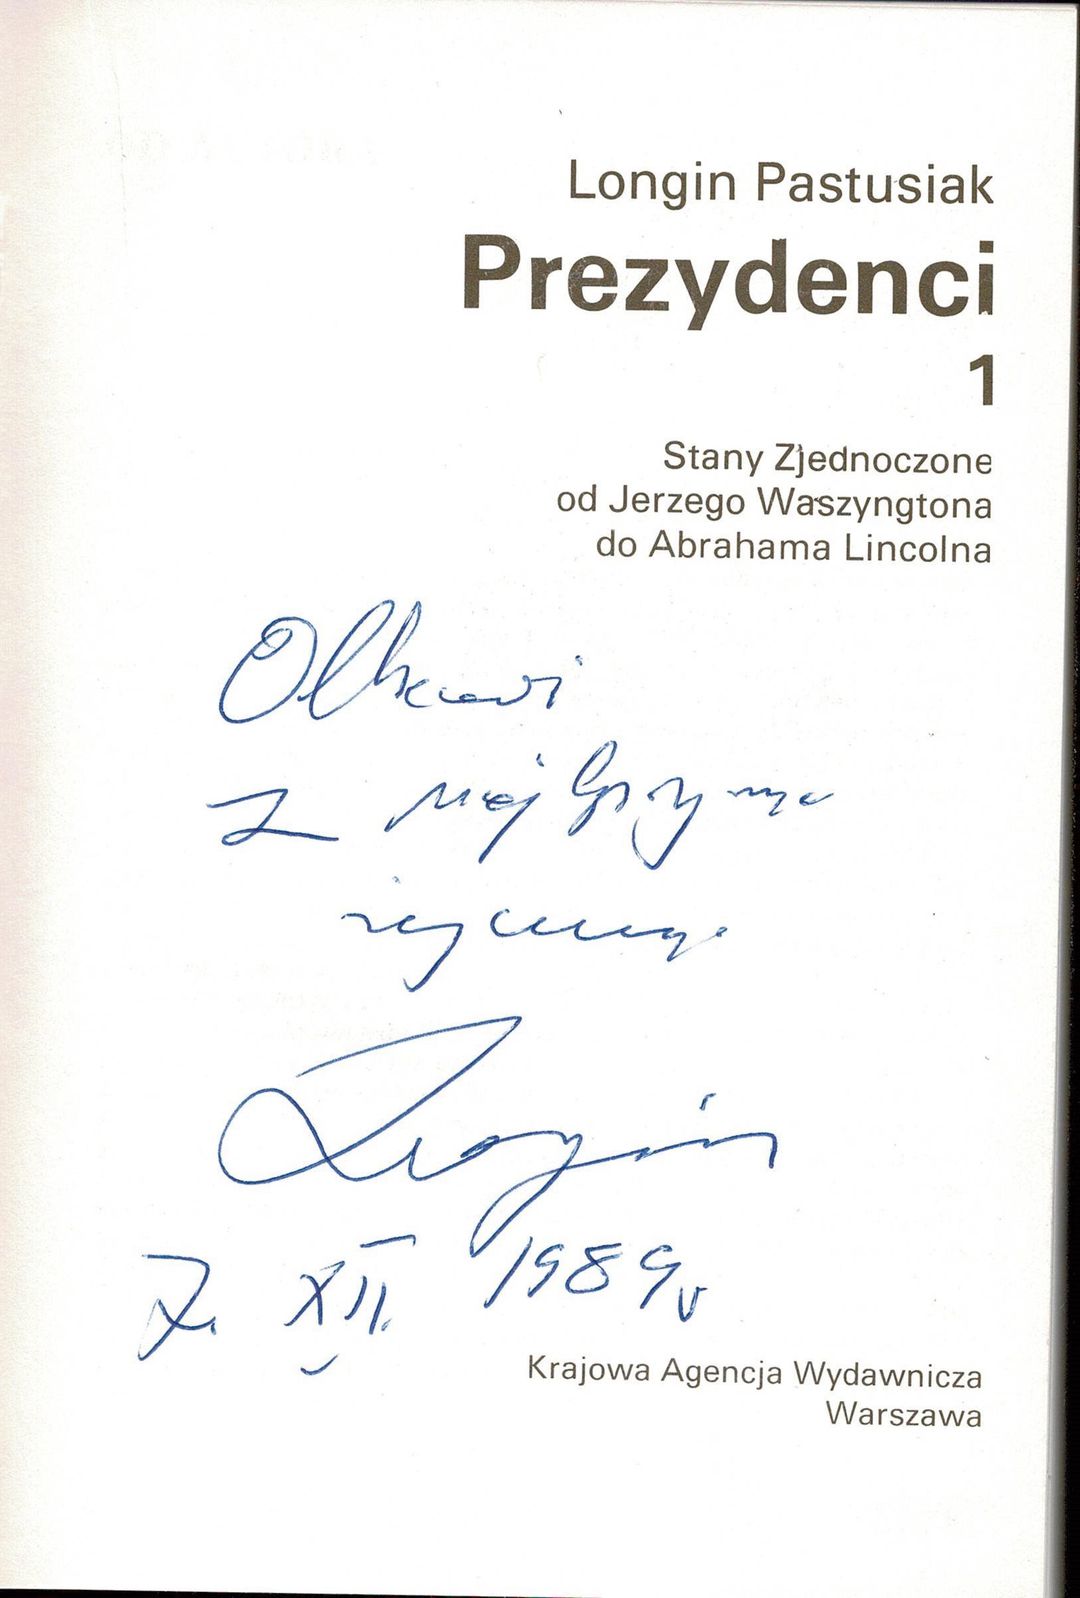 Longin Pastusiak
Prezydenci
1
Stany Zjednoczone
od Jerzego Waszyngtona
do Abrahama Lincolna
Olkowi
z najlepszymi
życzeniami
Longin
7. XII. 1989 r
Krajowa Agencja Wydawnicza
Warszawa